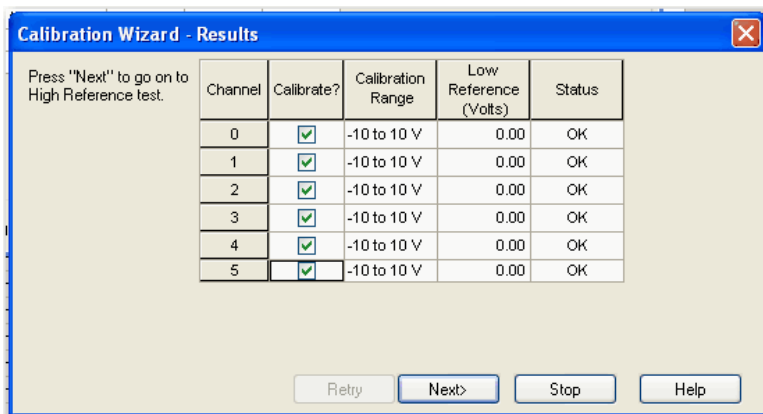 Calibration Wizard - Results
Press "Next" to go on to
High Reference test.
Channel Calibrate? Calibration Range Low Reference (Volts) Status
0 -10 to 10 V 0.00 OK
1 -10 to 10 V 0.00 OK
2 -10 to 10 V 0.00 OK
3 -10 to 10 V 0.00 OK
4 -10 to 10 V 0.00 OK
5 -10 to 10 V 0.00 OK
Retry Next> Stop Help